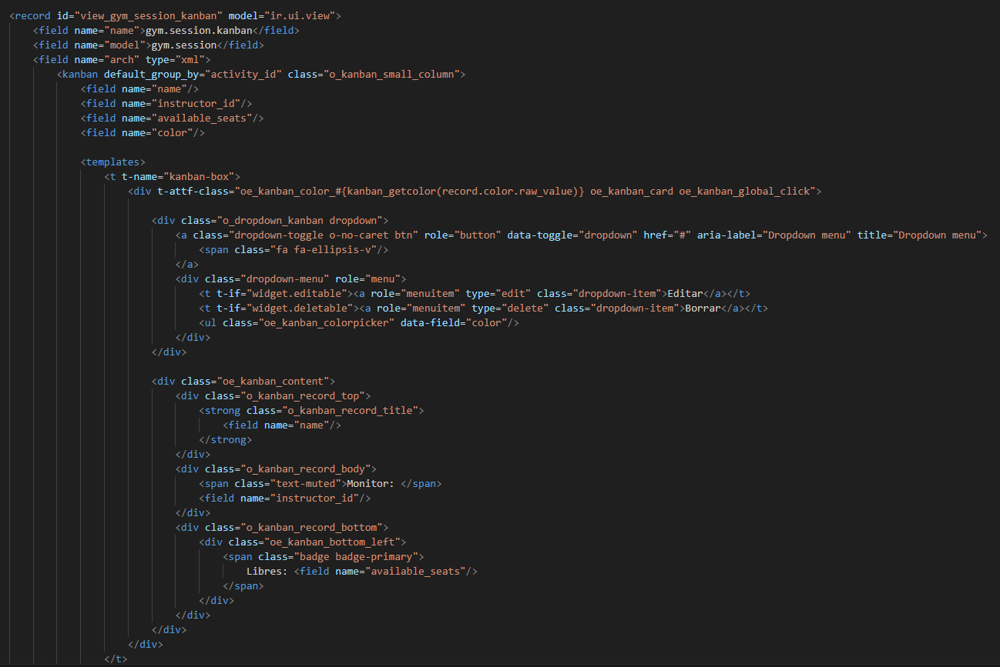 <record id="view_gym_session_kanban" model="ir.ui.view">
    <field name="name">gym.session.kanban</field>
    <field name="model">gym.session</field>
    <field name="arch" type="xml">
        <kanban default_group_by="activity_id" class="o_kanban_small_column">
            <field name="name"/>
            <field name="instructor_id"/>
            <field name="available_seats"/>
            <field name="color"/>

            <templates>
                <t t-name="kanban-box">
                    <div t-attf-class="oe_kanban_color_#{kanban_getcolor(record.color.raw_value)} oe_kanban_card oe_kanban_global_click">

                        <div class="o_dropdown_kanban dropdown">
                            <a class="dropdown-toggle o-no-caret btn" role="button" data-toggle="dropdown" href="#" aria-label="Dropdown menu" title="Dropdown menu">
                                <span class="fa fa-ellipsis-v"/>
                            </a>
                            <div class="dropdown-menu" role="menu">
                                <t t-if="widget.editable"><a role="menuitem" type="edit" class="dropdown-item">Editar</a></t>
                                <t t-if="widget.deletable"><a role="menuitem" type="delete" class="dropdown-item">Borrar</a></t>
                                <ul class="oe_kanban_colorpicker" data-field="color"/>
                            </div>
                        </div>

                        <div class="oe_kanban_content">
                            <div class="o_kanban_record_top">
                                <strong class="o_kanban_record_title">
                                    <field name="name"/>
                                </strong>
                            </div>
                            <div class="o_kanban_record_body">
                                <span class="text-muted">Monitor: </span>
                                <field name="instructor_id"/>
                            </div>
                            <div class="o_kanban_record_bottom">
                                <div class="oe_kanban_bottom_left">
                                    <span class="badge badge-primary">
                                        Libres: <field name="available_seats"/>
                                    </span>
                                </div>
                            </div>
                        </div>
                    </div>
                </t>